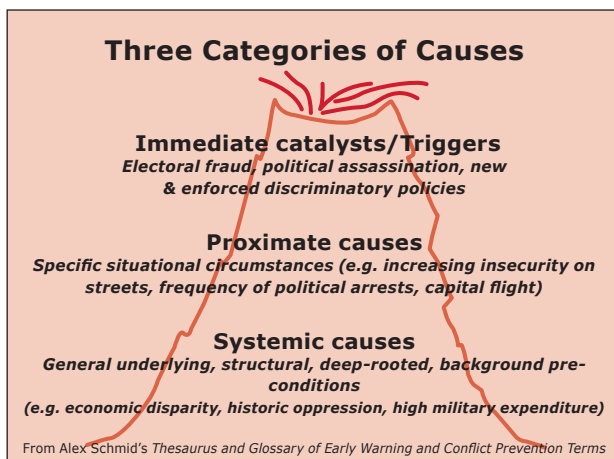 Three Categories of Causes
Immediate catalysts/Triggers
Electoral fraud, political assassination, new
& enforced discriminatory policies
Proximate causes
Specific situational circumstances (e.g. increasing insecurity on
streets, frequency of political arrests, capital flight)
Systemic causes
General underlying, structural, deep-rooted, background pre-
conditions
(e.g. economic disparity, historic oppression, high military expenditure)
From Alex Schmid's Thesaurus and Glossary of Early Warning and Conflict Prevention Terms